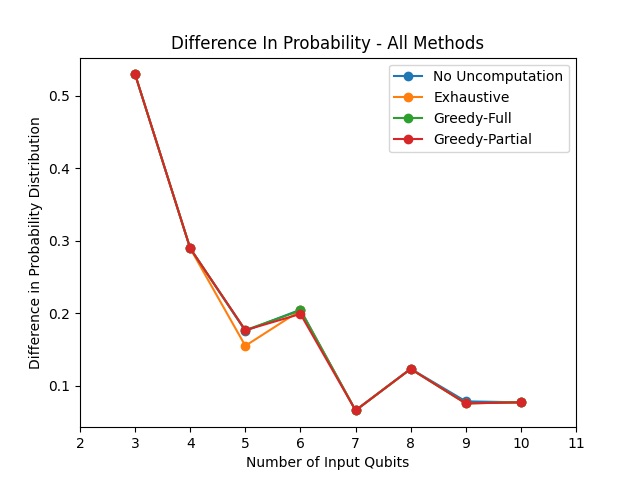 Difference In Probability - All Methods
No Uncomputation
Exhaustive
Greedy-Full
Greedy-Partial
Difference in Probability Distribution
0.5
0.4
0.3
0.2
0.1
2 3 4 5 6 7 8 9 10 11
Number of Input Qubits